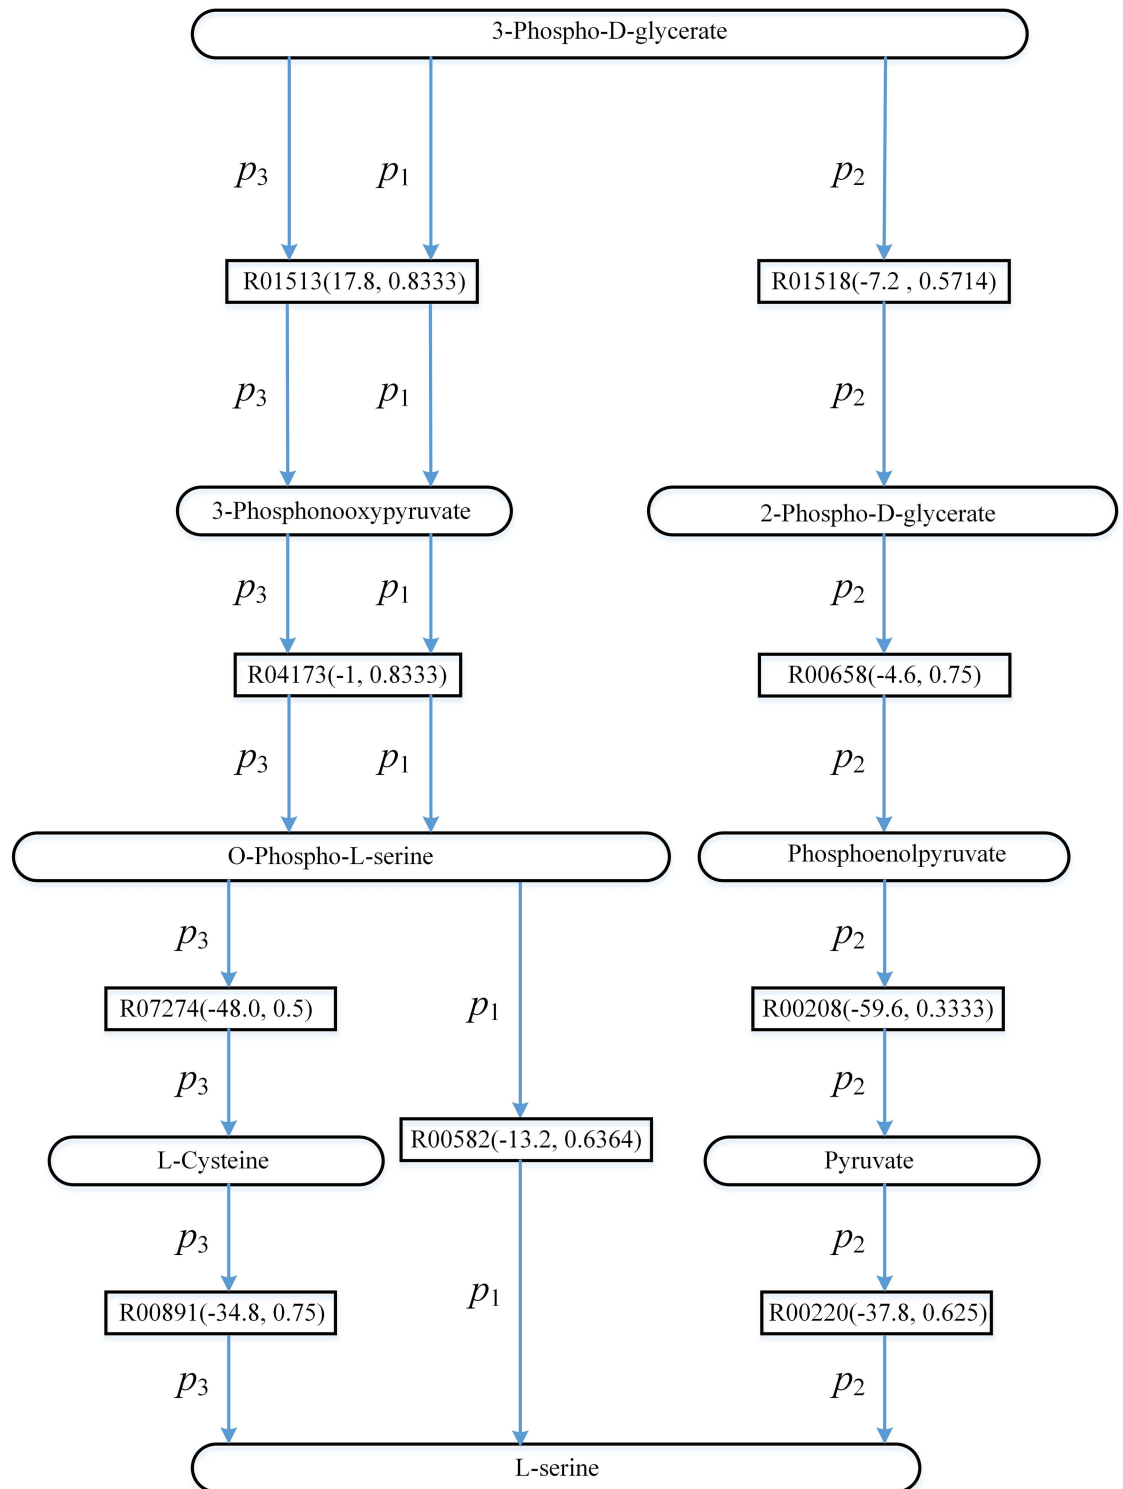 3-Phospho-D-glycerate
p3 p1 p2
R01513(17.8, 0.8333) R01518(-7.2 , 0.5714)
p3 p1 p2
3-Phosphonooxypyruvate 2-Phospho-D-glycerate
p3 p1 p2
R04173(-1, 0.8333) R00658(-4.6, 0.75)
p3 p1 p2
O-Phospho-L-serine Phosphoenolpyruvate
p3 p2
R07274(-48.0, 0.5) p1 R00208(-59.6, 0.3333)
p3 p2
R00582(-13.2, 0.6364)
L-Cysteine Pyruvate
p3 p2
p1
R00891(-34.8, 0.75) R00220(-37.8, 0.625)
p3 p2
L-serine